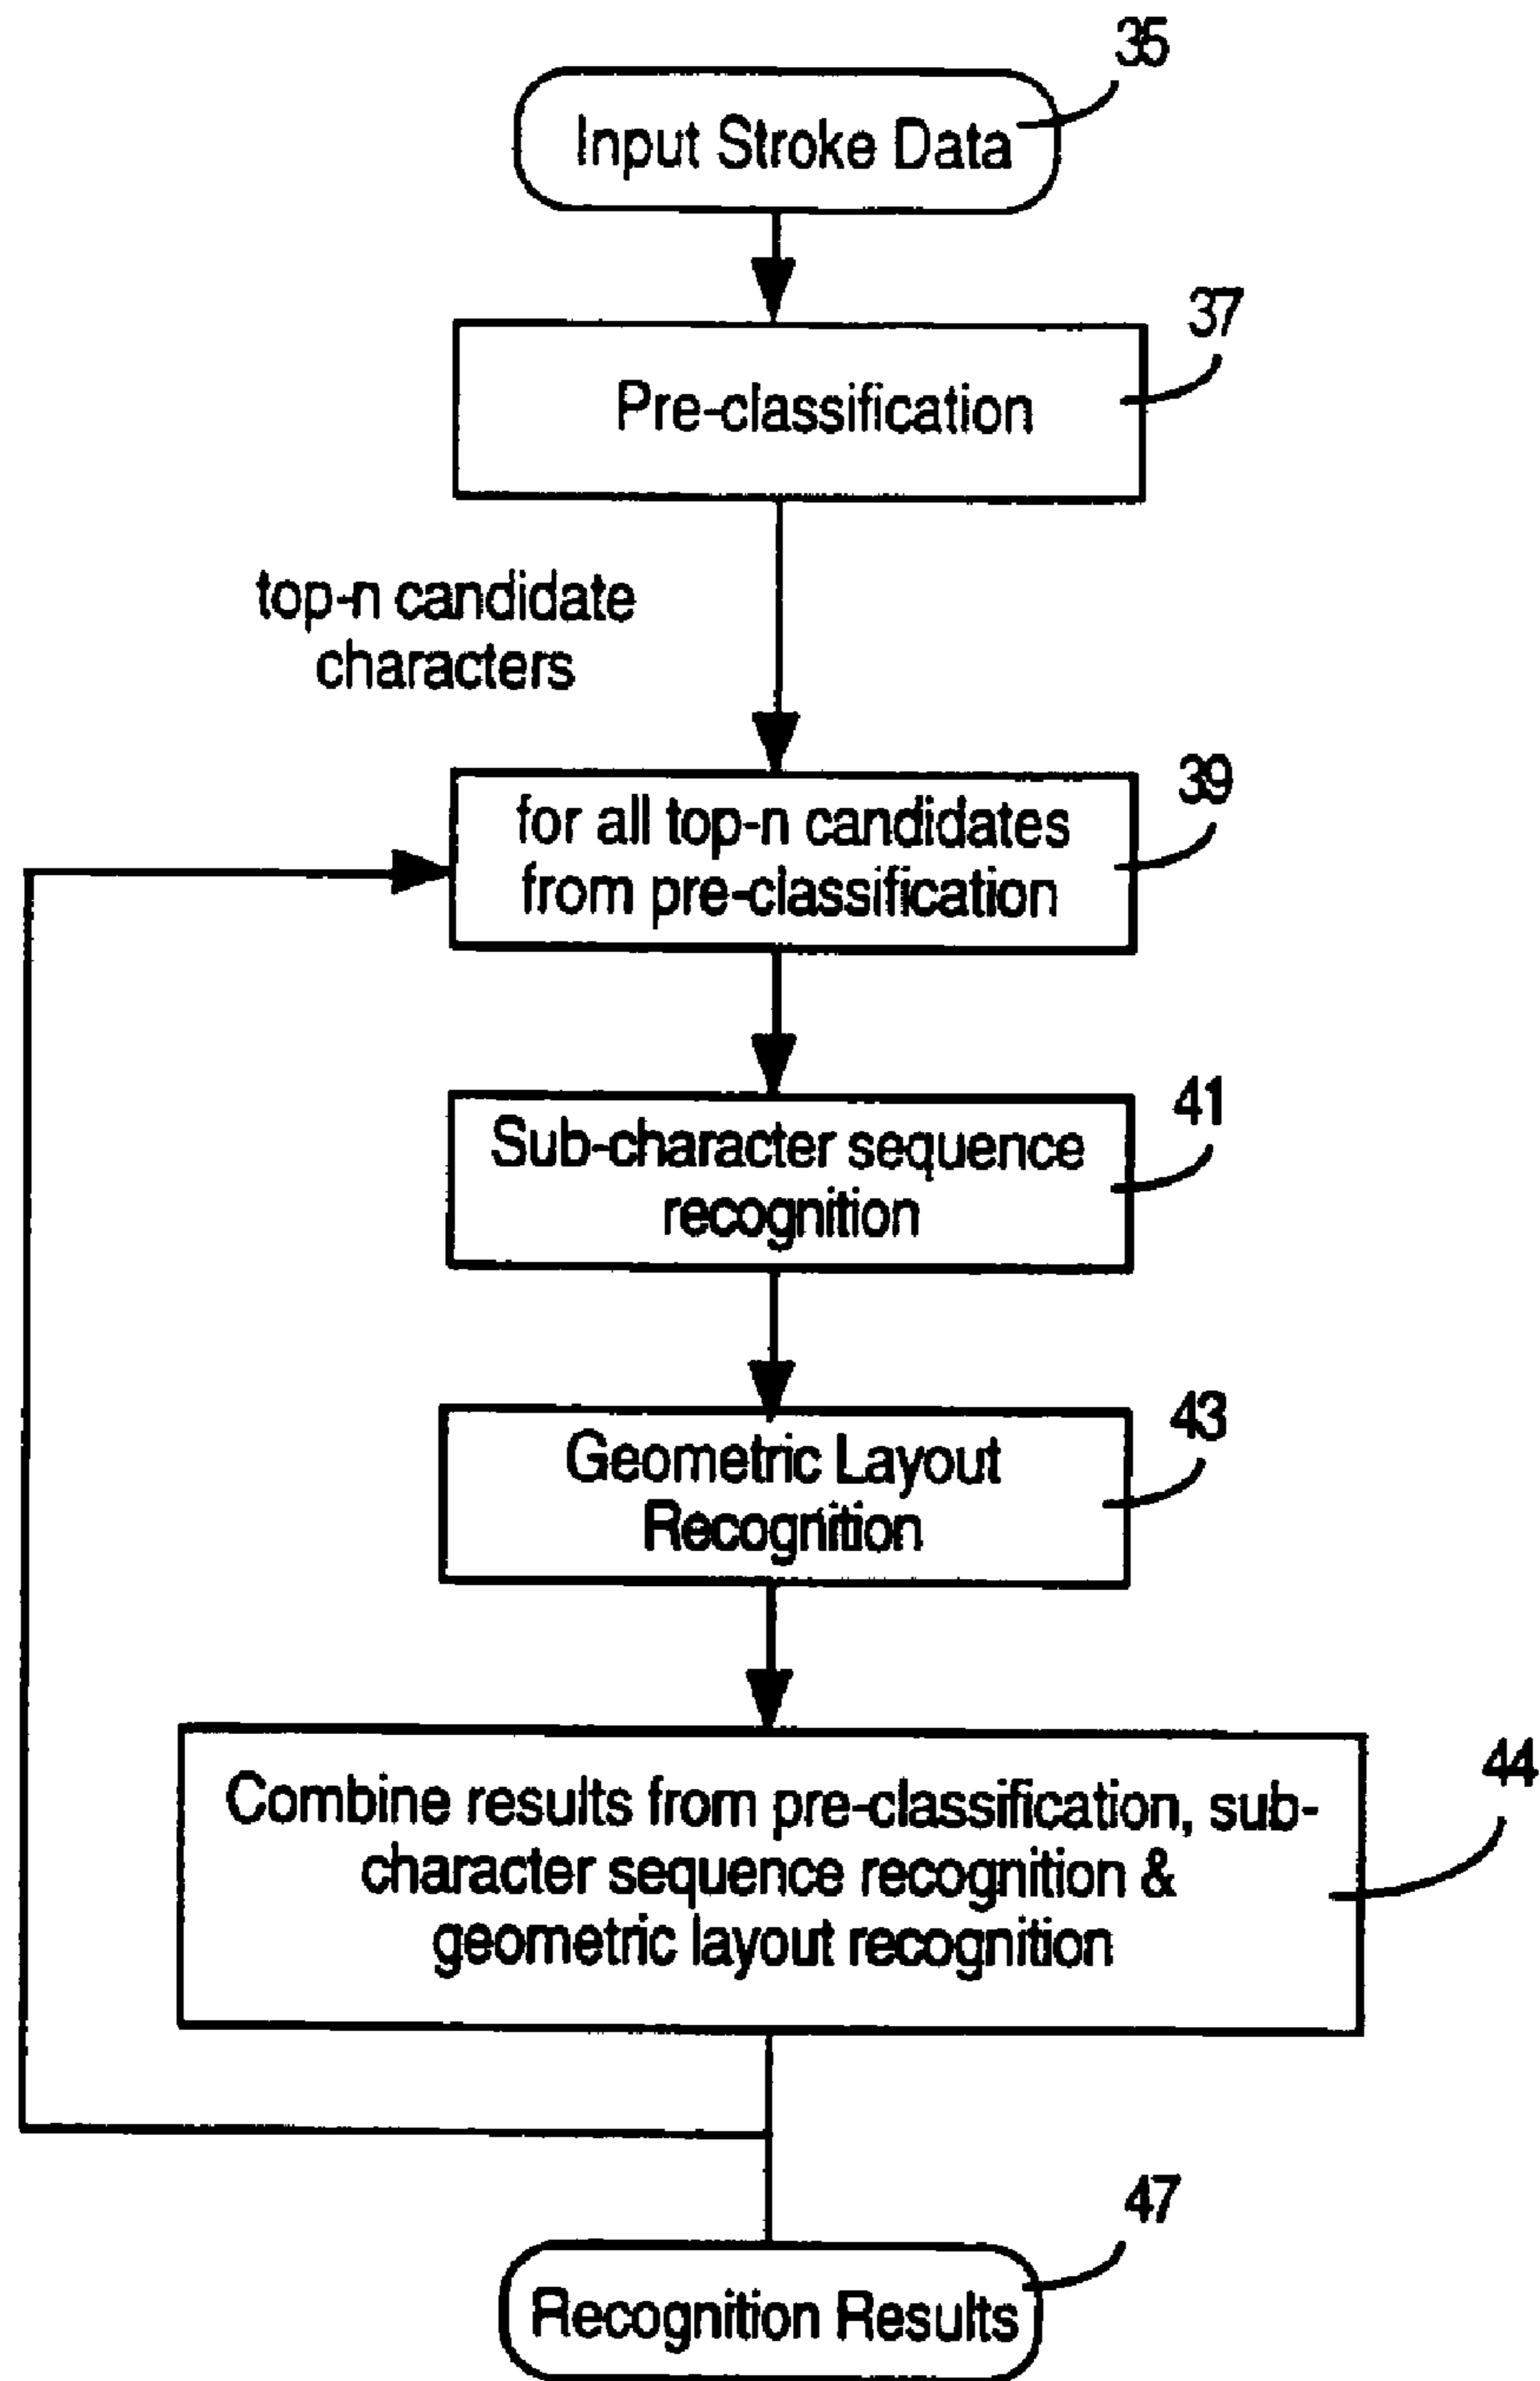 35
Input Stroke Data
37
Pre-classification
top-n candidate
characters
39
for all top-n candidates
from pre-classification
41
Sub-character sequence
recognition
43
Geometric Layout
Recognition
44
Combine results from pre-classification, sub-
character sequence recognition &
geometric layout recognition
47
Recognition Results